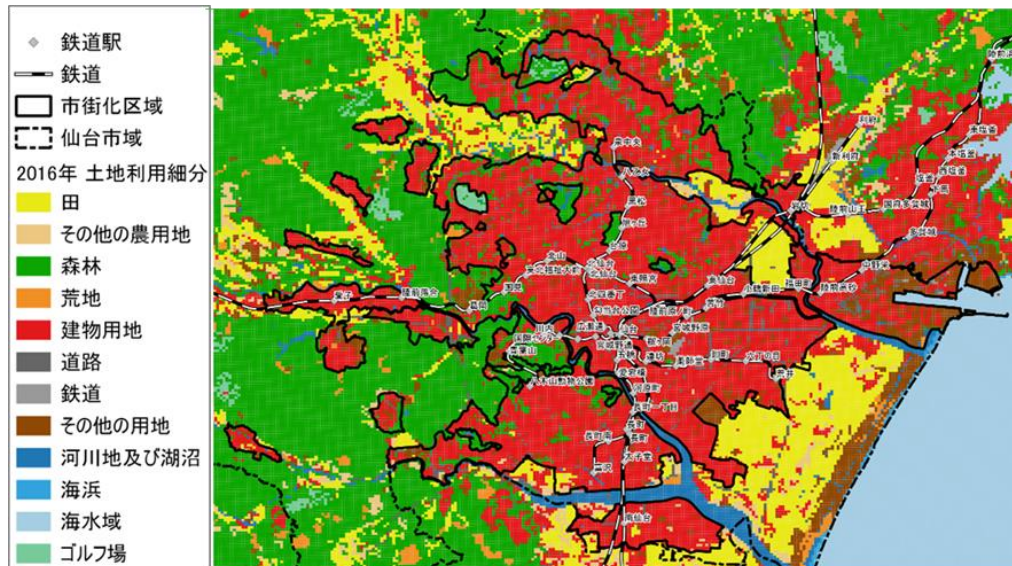 鉄道駅
鉄道
市街化区域
仙台市域
2016年 土地利用細分
田
その他の農用地
森林
荒地
建物用地
道路
鉄道
その他の用地
河川地及び湖沼
海浜
海水域
ゴルフ場
利府
新利府
東塩釜
本塩釜
西塩釜
塩釜
下馬
国府多賀城
多賀城
陸前山王
岩切
中野栄
陸前高砂
福田町
小鶴新田
東仙台
苦竹
泉中央
八乙女
黒松
旭ヶ丘
台原
北仙台
北仙台
北山
東北福祉大前
国見
葛岡
陸前落合
愛子
東照宮
北四番丁
勾当台公園
陸前原ノ町
宮城野原
広瀬通
仙台
宮城野通
五橋
愛宕橋
河原町
長町一丁目
長町
長町
長町南
富沢
太子堂
南仙台
榴ヶ岡
連坊
薬師堂
卸町
六丁の目
荒井
川内
国際センター
青葉山
八木山動物公園